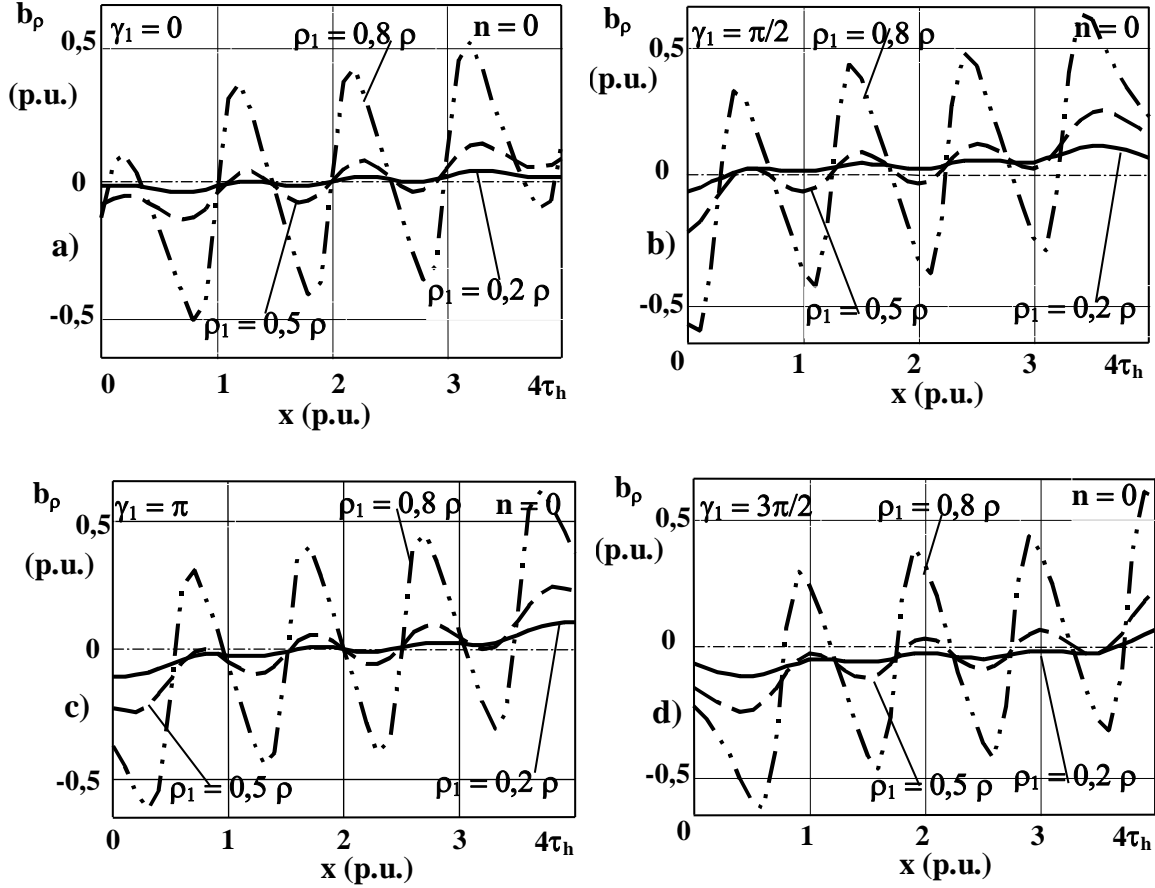 bρ γ₁ = 0 ρ₁ = 0,8 ρ n = 0
0,5
(p.u.)
0
a)
ρ₁ = 0,2 ρ
-0,5 ρ₁ = 0,5 ρ
0 1 2 3 4τh
x (p.u.)
bρ γ₁ = π/2 ρ₁ = 0,8 ρ n = 0
0,5
(p.u.)
0
b)
-0,5 ρ₁ = 0,5 ρ ρ₁ = 0,2 ρ
0 1 2 3 4τh
x (p.u.)
bρ γ₁ = π ρ₁ = 0,8 ρ n = 0
0,5
(p.u.)
0
c)
-0,5 ρ₁ = 0,5 ρ ρ₁ = 0,2 ρ
0 1 2 3 4τh
x (p.u.)
bρ γ₁ = 3π/2 ρ₁ = 0,8 ρ n = 0
0,5
(p.u.)
0
d)
-0,5 ρ₁ = 0,5 ρ ρ₁ = 0,2 ρ
0 1 2 3 4τh
x (p.u.)